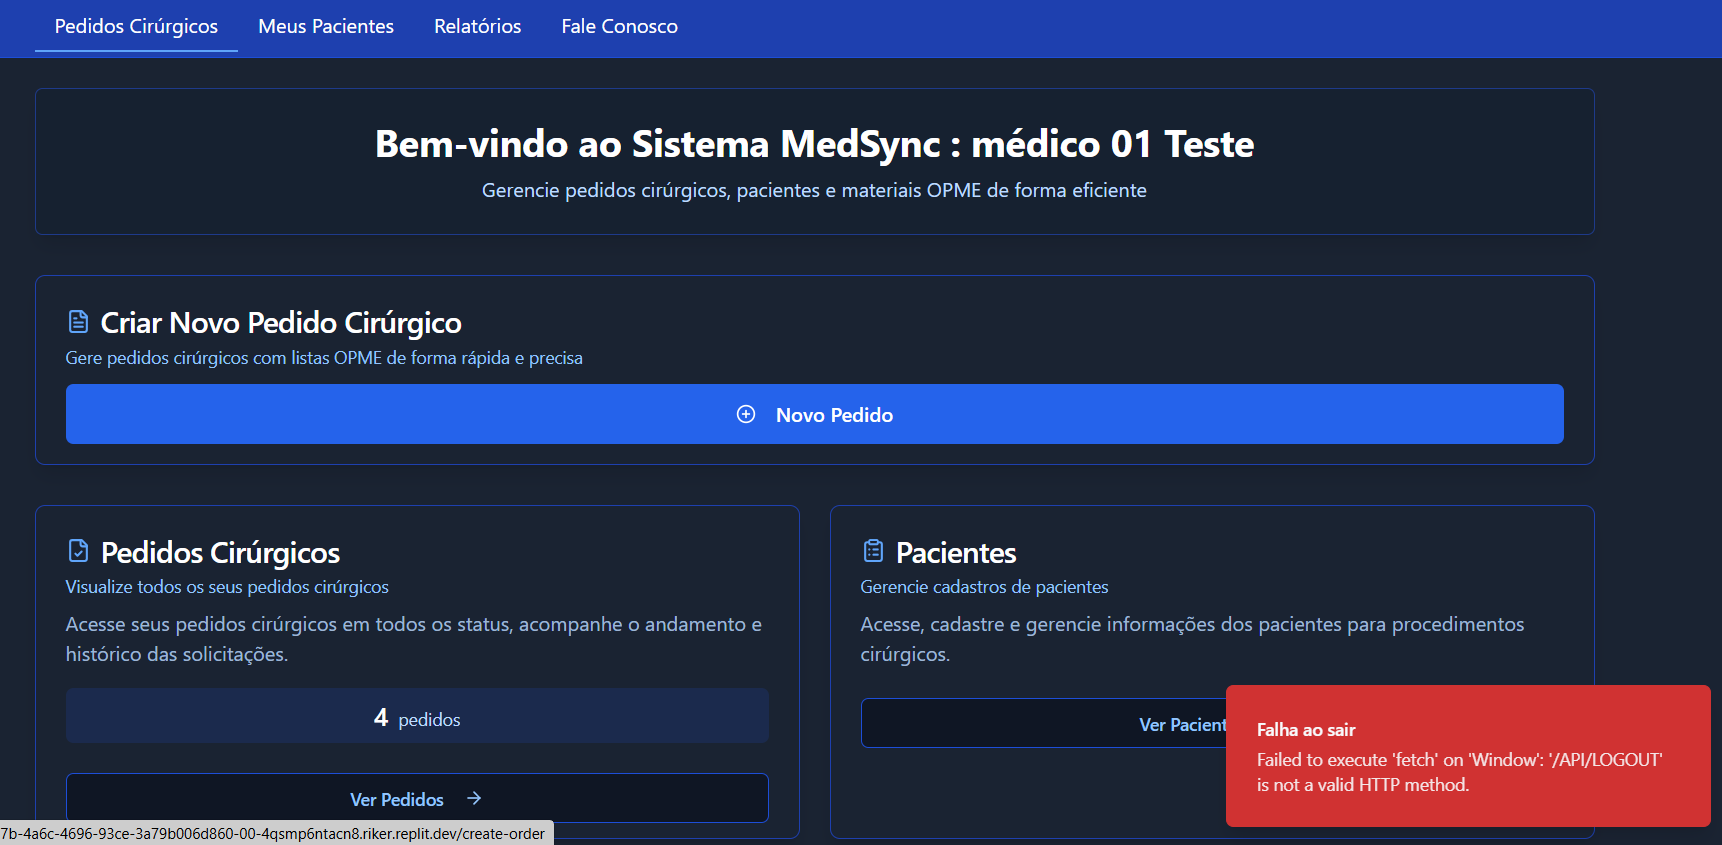 Pedidos Cirúrgicos
Meus Pacientes
Relatórios
Fale Conosco
Bem-vindo ao Sistema MedSync : médico 01 Teste
Gerencie pedidos cirúrgicos, pacientes e materiais OPME de forma eficiente
Criar Novo Pedido Cirúrgico
Gere pedidos cirúrgicos com listas OPME de forma rápida e precisa
Novo Pedido
Pedidos Cirúrgicos
Visualize todos os seus pedidos cirúrgicos
Acesse seus pedidos cirúrgicos em todos os status, acompanhe o andamento e
histórico das solicitações.
4 pedidos
Ver Pedidos
Pacientes
Gerencie cadastros de pacientes
Acesse, cadastre e gerencie informações dos pacientes para procedimentos
cirúrgicos.
Ver Pacient
Falha ao sair
Failed to execute 'fetch' on 'Window': '/API/LOGOUT'
is not a valid HTTP method.
7b-4a6c-4696-93ce-3a79b006d860-00-4qsmp6ntacn8.riker.replit.dev/create-order